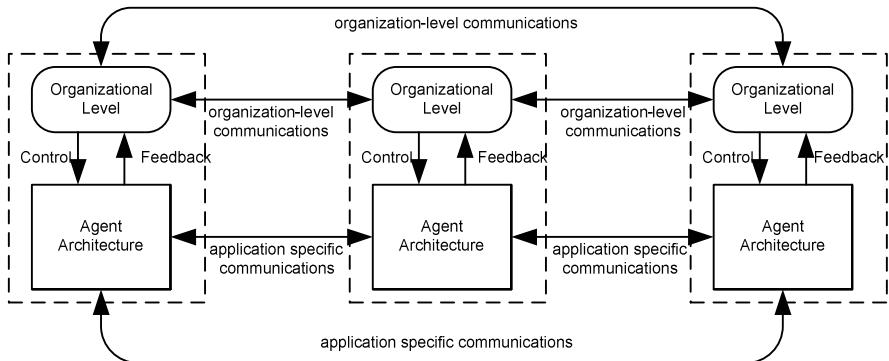 organization-level communications
Organizational
Level
Organizational
Level
Organizational
Level
organization-level
communications
organization-level
communications
Control
Feedback
Control
Feedback
Control
Feedback
Agent
Architecture
Agent
Architecture
Agent
Architecture
application specific
communications
application specific
communications
application specific communications